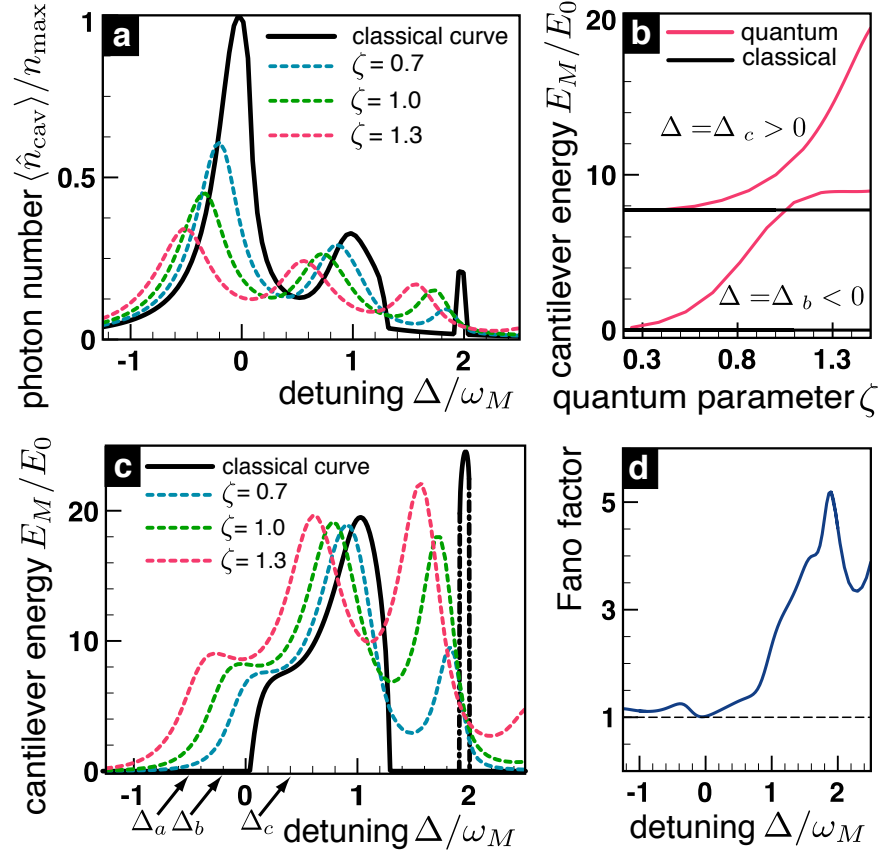 a
photon number ⟨n̂cav⟩/nmax
1
0.5
0
classical curve
ζ = 0.7
ζ = 1.0
ζ = 1.3
-1 0 1 2
detuning Δ/ωM
b
cantilever energy EM/E0
20
10
0
quantum
classical
Δ =Δ c > 0
Δ =Δ b < 0
0.3 0.8 1.3
quantum parameter ζ
c
cantilever energy EM/E0
20
10
0
classical curve
ζ = 0.7
ζ = 1.0
ζ = 1.3
-1 0 1 2
Δa Δb Δc
detuning Δ/ωM
d
Fano factor
5
3
1
-1 0 1 2
detuning Δ/ωM